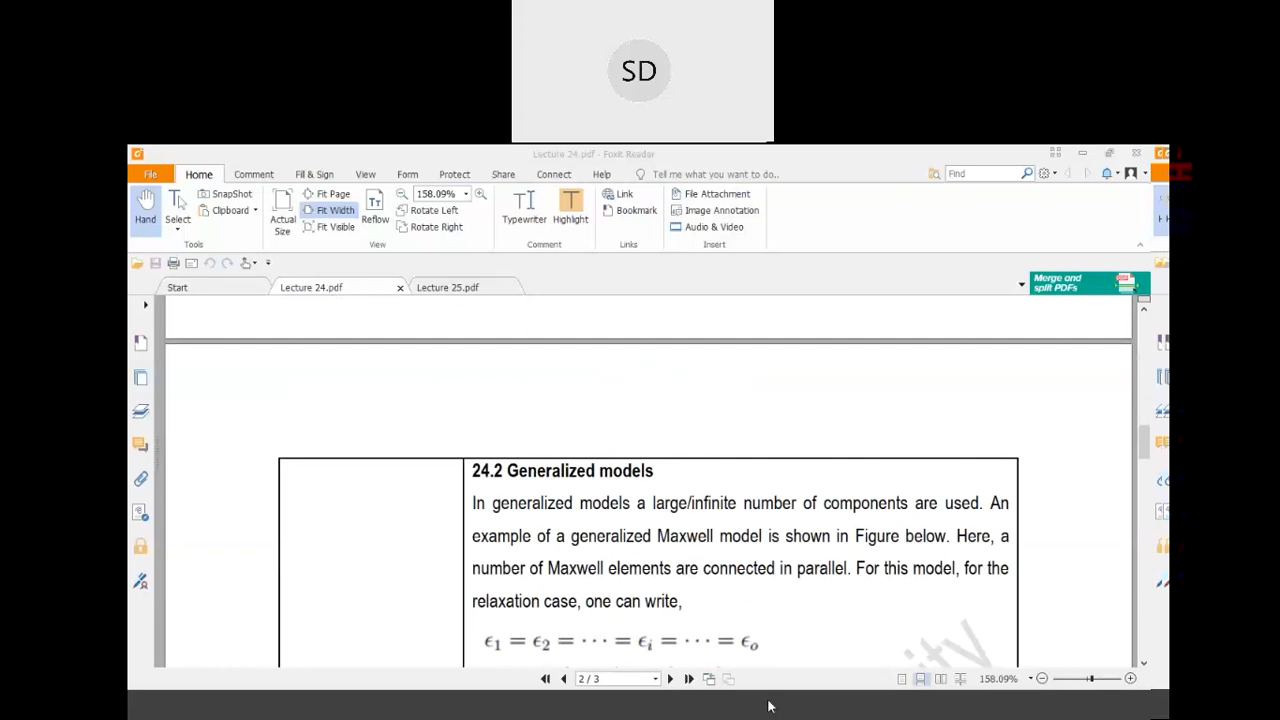 SD
Lecture 24.pdf - Foxit Reader
File Home Comment Fill & Sign View Form Protect Share Connect Help Tell me what you want to do.. Find
Hand
Select
SnapShot
Clipboard
Tools
Actual Size
Fit Page
Fit Width
Fit Visible
Reflow
158.09%
Rotate Left
Rotate Right
View
Typewriter
Highlight
Comment
Link
Bookmark
Links
File Attachment
Image Annotation
Audio & Video
Insert
Start Lecture 24.pdf Lecture 25.pdf
Merge and
split PDFs
24.2 Generalized models
In generalized models a large/infinite number of components are used. An
example of a generalized Maxwell model is shown in Figure below. Here, a
number of Maxwell elements are connected in parallel. For this model, for the
relaxation case, one can write,
ϵ₁ = ϵ₂ = ··· = ϵᵢ = ··· = ϵₒ
2 / 3 158.09%